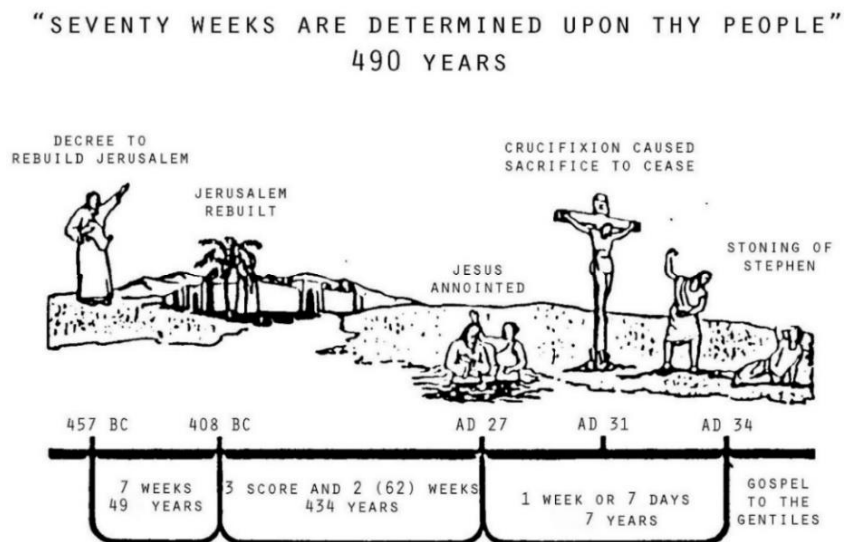 “SEVENTY WEEKS ARE DETERMINED UPON THY PEOPLE”
490 YEARS
DECREE TO
REBUILD JERUSALEM
JERUSALEM
REBUILT
JESUS
ANNOINTED
CRUCIFIXION CAUSED
SACRIFICE TO CEASE
STONING OF
STEPHEN
457 BC
408 BC
AD 27
AD 31
AD 34
7 WEEKS
49 YEARS
3 SCORE AND 2 (62) WEEKS
434 YEARS
1 WEEK OR 7 DAYS
7 YEARS
GOSPEL
TO THE
GENTILES